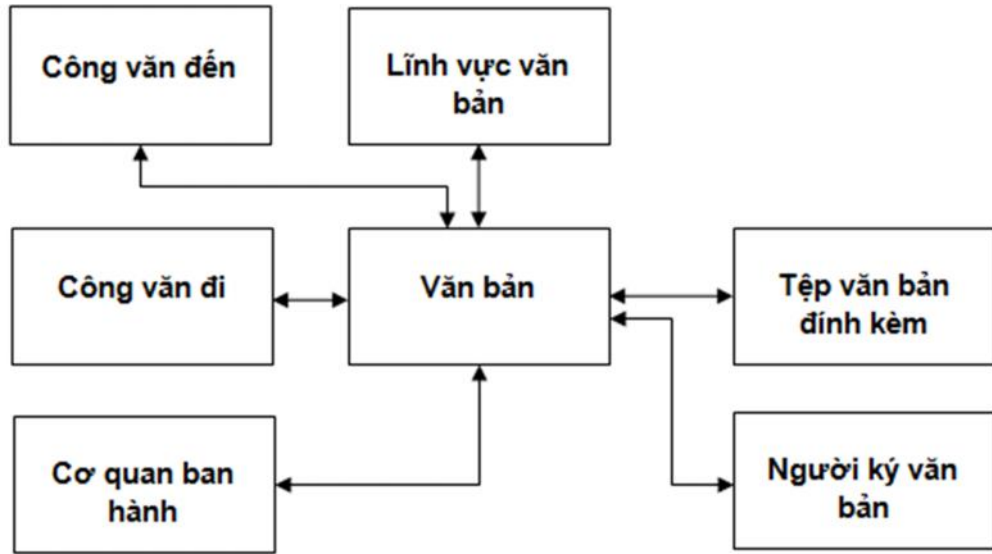 Công văn đến
Lĩnh vực văn
bản
Công văn đi
Văn bản
Tệp văn bản
đính kèm
Cơ quan ban
hành
Người ký văn
bản